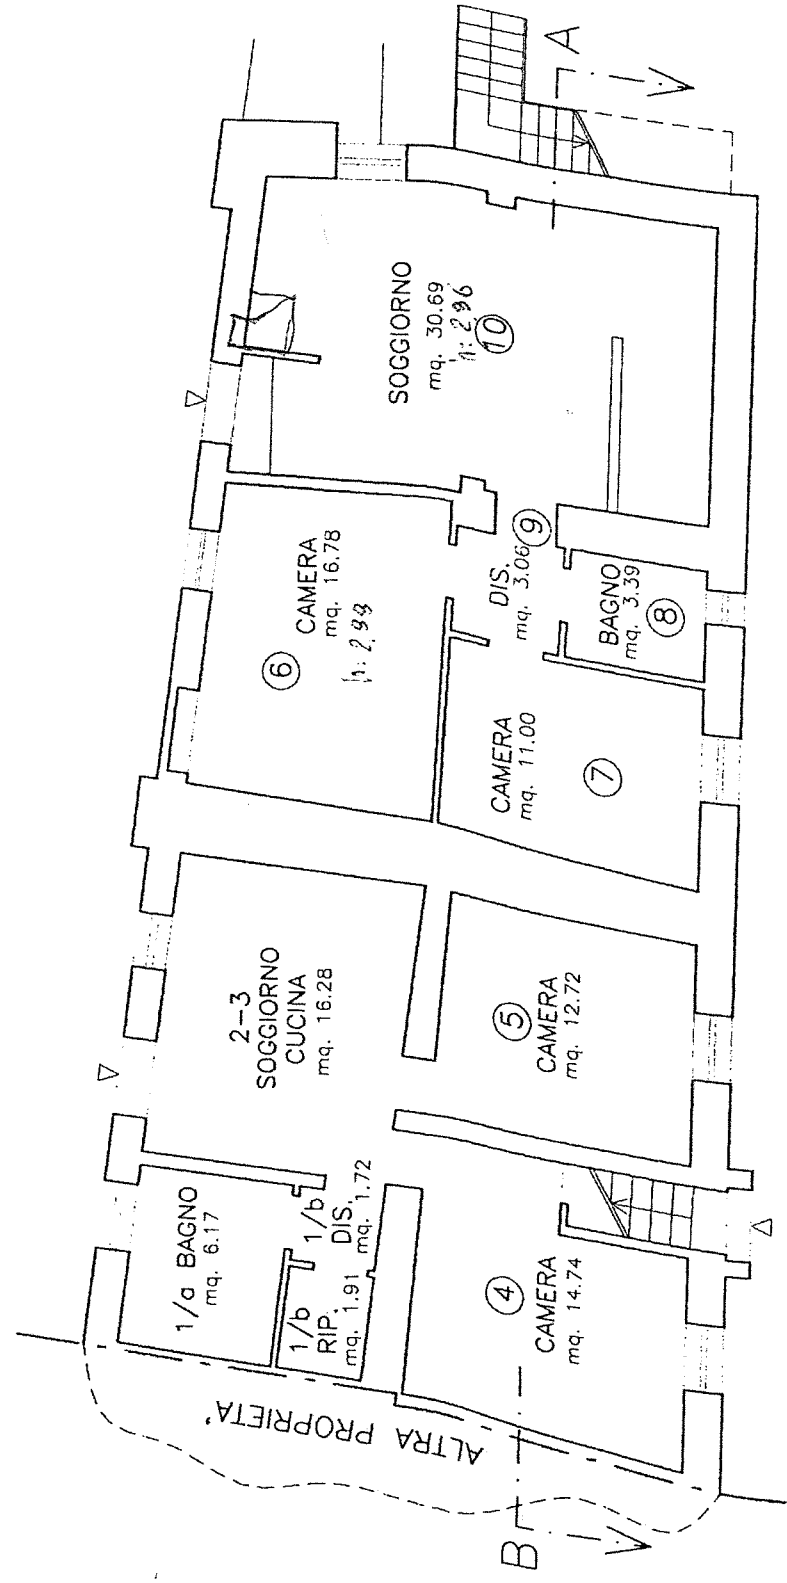 1/a BAGNO
mq. 6.17
1/b
RIP.
mq. 1.91
1/b
DIS.
mq. 1.72
2-3
SOGGIORNO
CUCINA
mq. 16.28
4
CAMERA
mq. 14.74
5
CAMERA
mq. 12.72
6
CAMERA
mq. 16.78
h: 2,99
7
CAMERA
mq. 11.00
8
BAGNO
mq. 3.39
9
DIS.
mq. 3.06
SOGGIORNO
mq. 30.69
h: 2,96
10
ALTRA PROPRIETA'
A
B